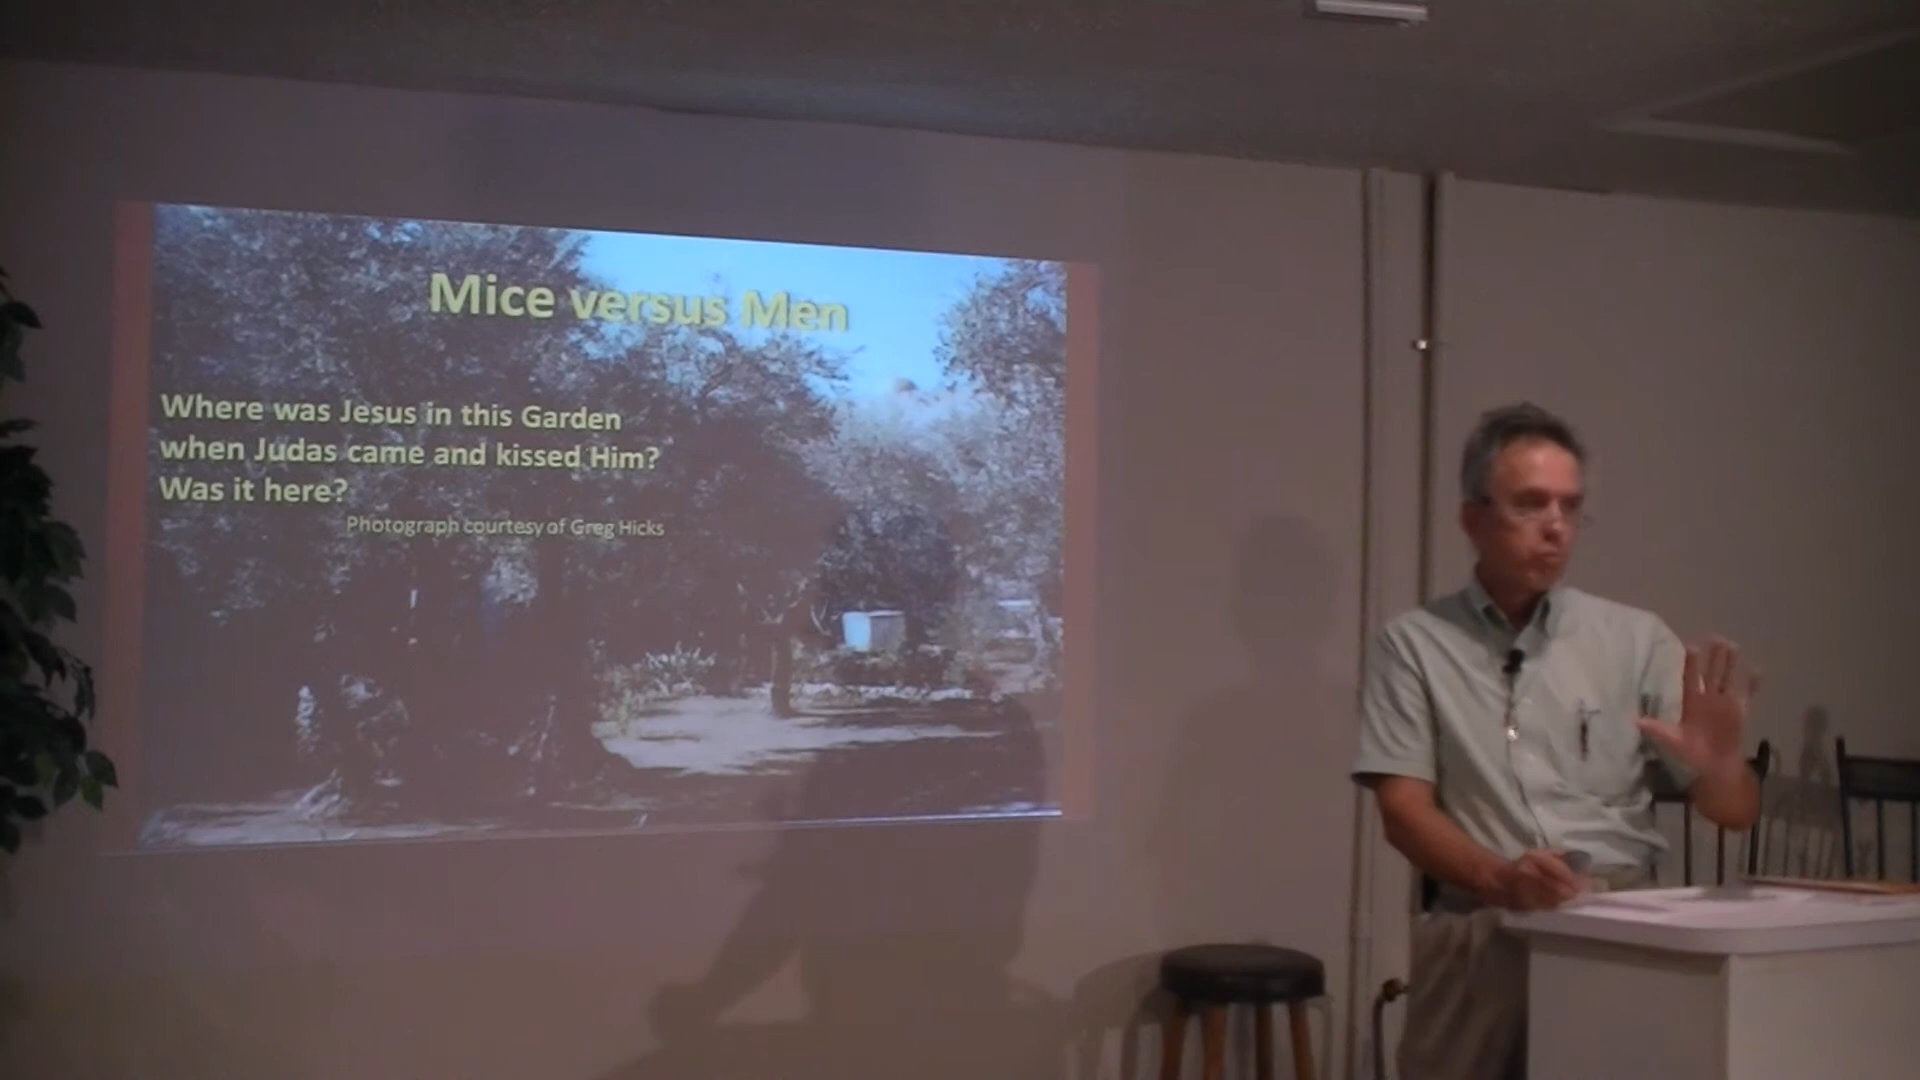 Mice versus Men
Where was Jesus in this Garden
when Judas came and kissed Him?
Was it here?
Photograph courtesy of Greg Hicks